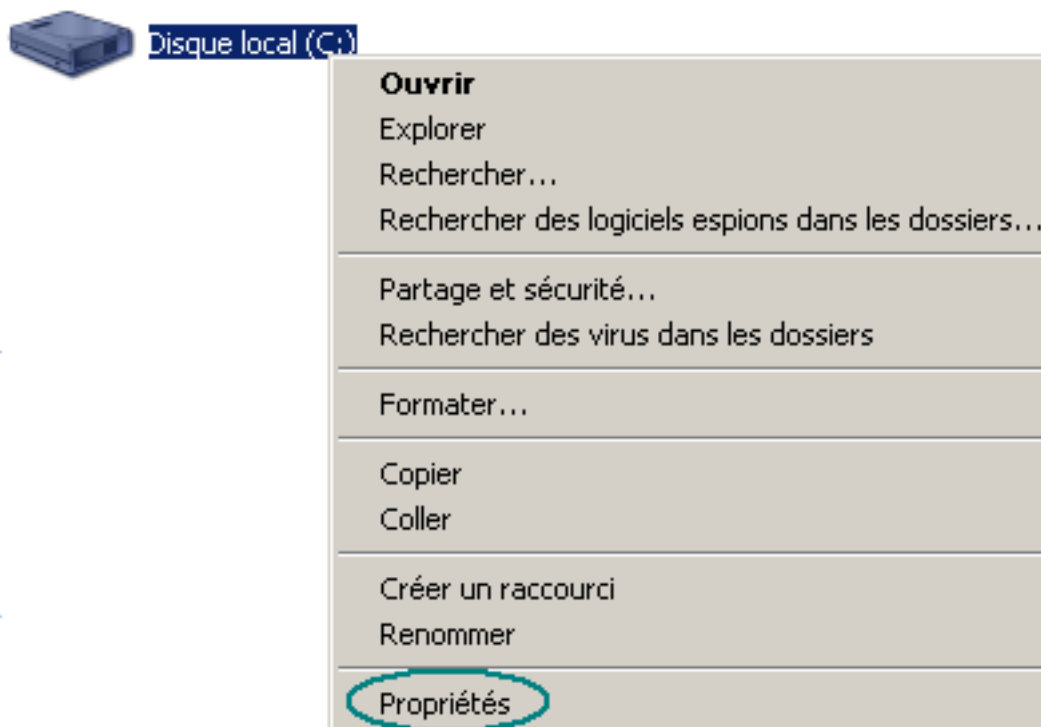 Disque local (C:)
Ouvrir
Explorer
Rechercher...
Rechercher des logiciels espions dans les dossiers...
Partage et sécurité...
Rechercher des virus dans les dossiers
Formater...
Copier
Coller
Créer un raccourci
Renommer
Propriétés